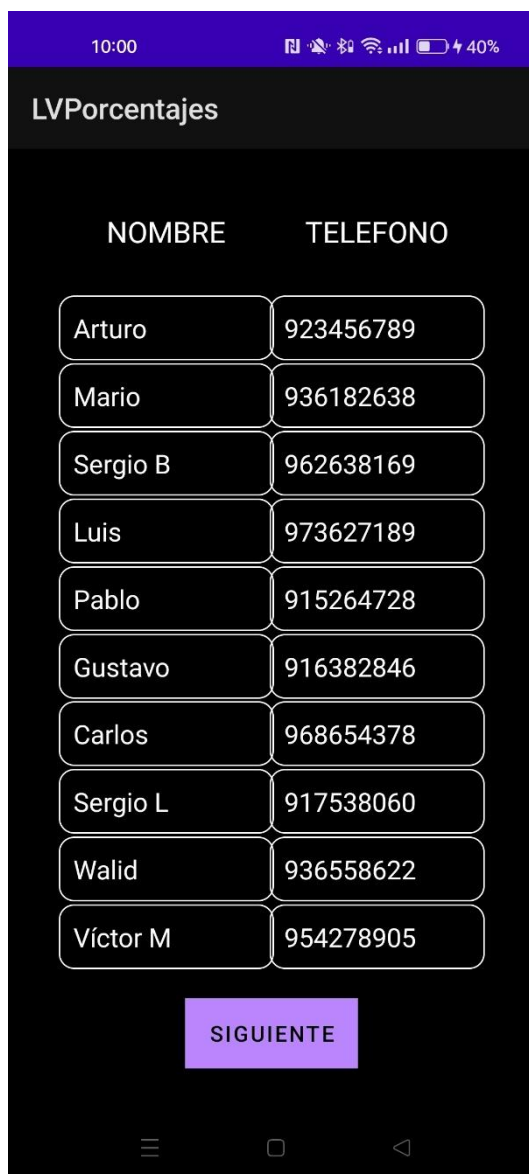 10:00 40%
LVPorcentajes
NOMBRE TELEFONO
Arturo 923456789
Mario 936182638
Sergio B 962638169
Luis 973627189
Pablo 915264728
Gustavo 916382846
Carlos 968654378
Sergio L 917538060
Walid 936558622
Víctor M 954278905
SIGUIENTE